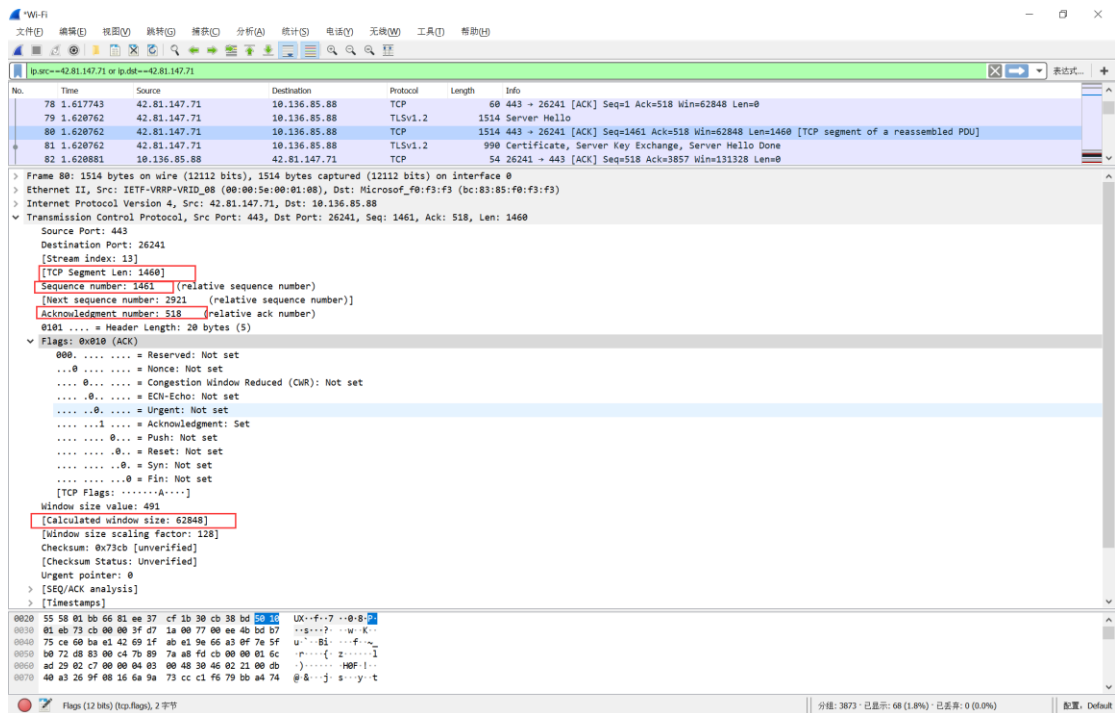 *Wi-Fi
文件(F) 编辑(E) 视图(V) 跳转(G) 捕获(C) 分析(A) 统计(S) 电话(Y) 无线(W) 工具(T) 帮助(H)
ip.src==42.81.147.71 or ip.dst==42.81.147.71 表达式…
No. Time Source Destination Protocol Length Info
78 1.617743 42.81.147.71 10.136.85.88 TCP 60 443 → 26241 [ACK] Seq=1 Ack=518 Win=62848 Len=0
79 1.620762 42.81.147.71 10.136.85.88 TLSv1.2 1514 Server Hello
80 1.620762 42.81.147.71 10.136.85.88 TCP 1514 443 → 26241 [ACK] Seq=1461 Ack=518 Win=62848 Len=1460 [TCP segment of a reassembled PDU]
81 1.620762 42.81.147.71 10.136.85.88 TLSv1.2 990 Certificate, Server Key Exchange, Server Hello Done
82 1.620881 10.136.85.88 42.81.147.71 TCP 54 26241 → 443 [ACK] Seq=518 Ack=3857 Win=131328 Len=0
Frame 80: 1514 bytes on wire (12112 bits), 1514 bytes captured (12112 bits) on interface 0
Ethernet II, Src: IETF-VRRP-VRID_08 (00:00:5e:00:01:08), Dst: Microsof_f0:f3:f3 (bc:83:85:f0:f3:f3)
Internet Protocol Version 4, Src: 42.81.147.71, Dst: 10.136.85.88
Transmission Control Protocol, Src Port: 443, Dst Port: 26241, Seq: 1461, Ack: 518, Len: 1460
Source Port: 443
Destination Port: 26241
[Stream index: 13]
[TCP Segment Len: 1460]
Sequence number: 1461 (relative sequence number)
[Next sequence number: 2921 (relative sequence number)]
Acknowledgment number: 518 (relative ack number)
0101 .... = Header Length: 20 bytes (5)
Flags: 0x010 (ACK)
000. .... .... = Reserved: Not set
...0 .... .... = Nonce: Not set
.... 0... .... = Congestion Window Reduced (CWR): Not set
.... .0.. .... = ECN-Echo: Not set
.... ..0. .... = Urgent: Not set
.... ...1 .... = Acknowledgment: Set
.... .... 0... = Push: Not set
.... .... .0.. = Reset: Not set
.... .... ..0. = Syn: Not set
.... .... ...0 = Fin: Not set
[TCP Flags: ·······A····]
Window size value: 491
[Calculated window size: 62848]
[Window size scaling factor: 128]
Checksum: 0x73cb [unverified]
[Checksum Status: Unverified]
Urgent pointer: 0
[SEQ/ACK analysis]
[Timestamps]
0020 55 58 01 bb 66 81 ee 37 cf 1b 30 cb 38 bd 50 10 UX··f··7 ··0·8·P·
0030 01 eb 73 cb 00 00 3f d7 1a 00 77 00 ee 4b bd b7 ··s···?· ··w··K··
0040 75 ce 60 ba e1 42 69 1f ab e1 9e 66 a3 0f 7e 5f u·`··Bi· ···f··~_
0050 b0 72 d8 83 00 c4 7b 89 7a a8 fd cb 00 00 01 6c ·r····{· z······l
0060 ad 29 02 c7 00 00 04 03 00 48 30 46 02 21 00 db ·)······ ·H0F·!··
0070 40 a3 26 9f 08 16 6a 9a 73 cc c1 f6 79 bb a4 74 @·&···j· s···y··t
Flags (12 bits) (tcp.flags), 2 字节 分组: 3873 · 已显示: 68 (1.8%) · 已丢弃: 0 (0.0%) 配置: Default